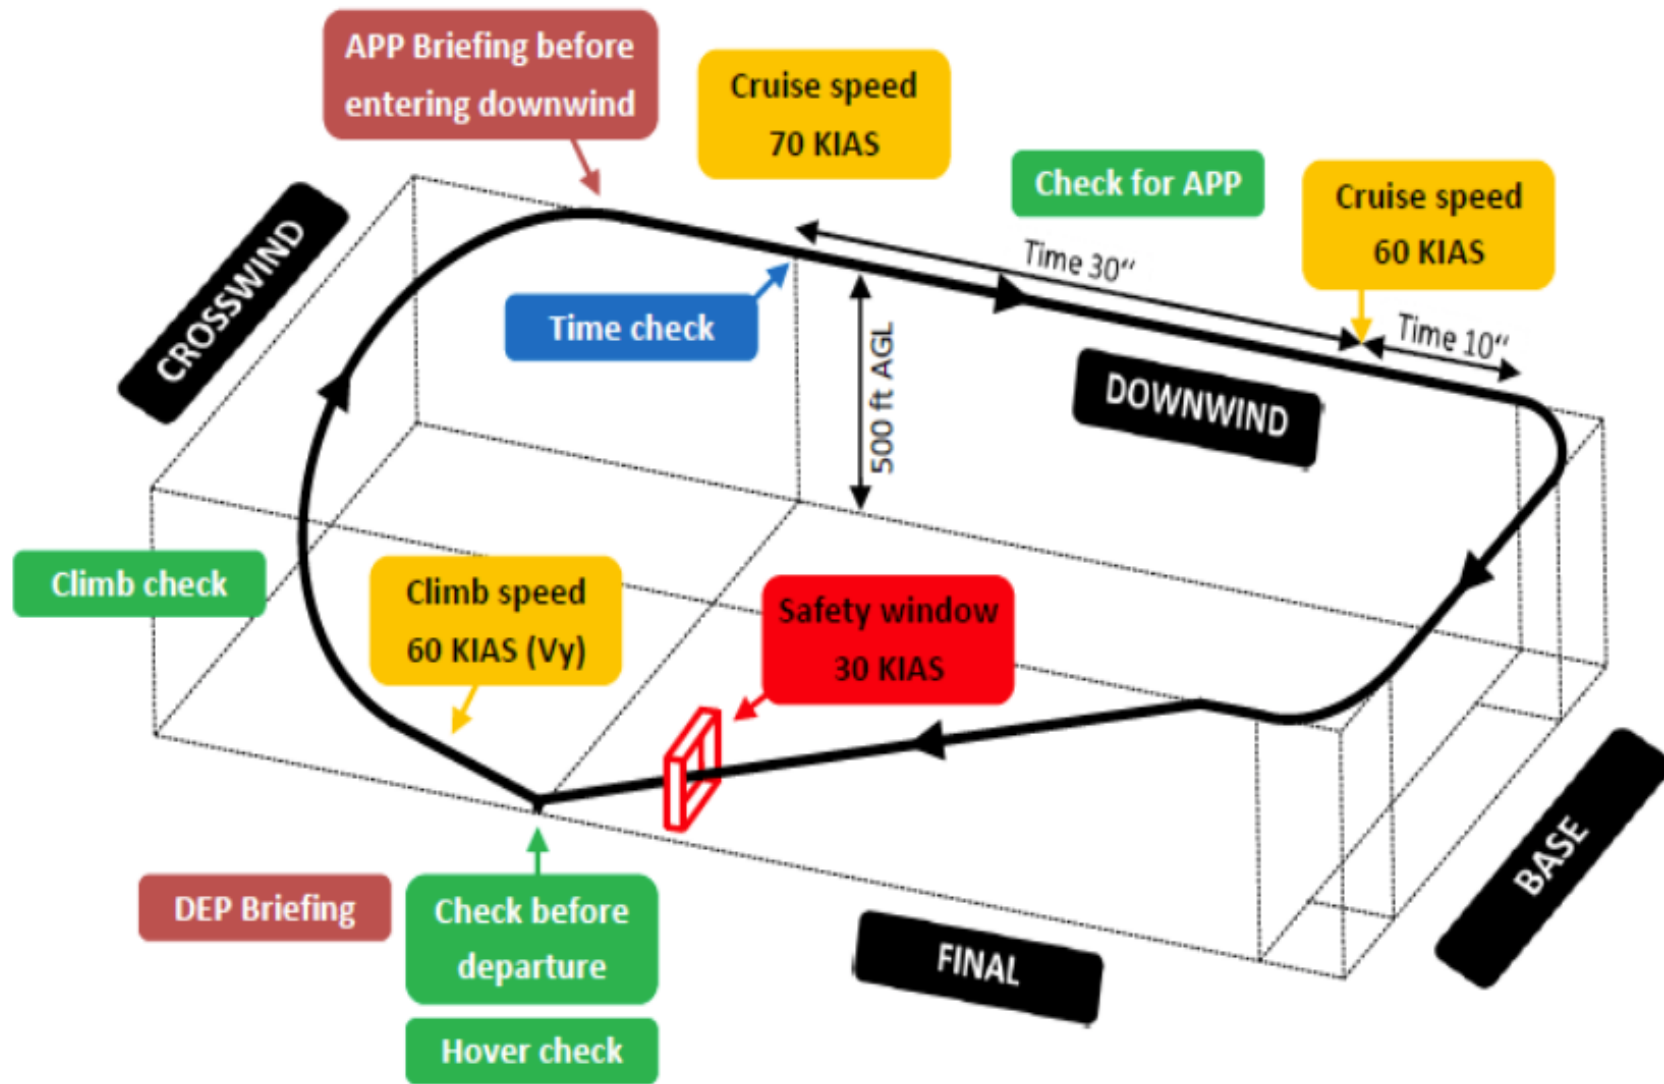 APP Briefing before
entering downwind
Cruise speed
70 KIAS
Check for APP
Cruise speed
60 KIAS
CROSSWIND
Time 30“
Time check
Time 10“
500 ft AGL
DOWNWIND
Climb check
Climb speed
60 KIAS (Vy)
Safety window
30 KIAS
BASE
DEP Briefing
Check before
departure
FINAL
Hover check